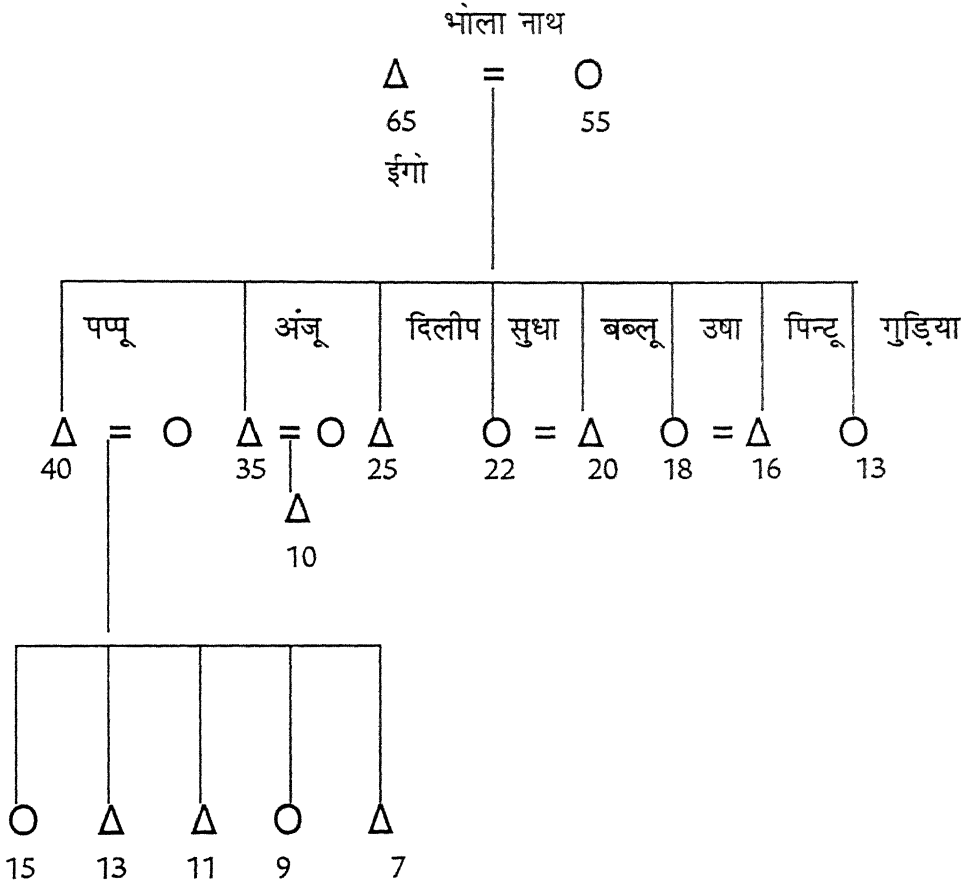 भोला नाथ
Δ = O
65 55
ईगो
पप्पू अंजू दिलीप सुधा बब्लू उषा पिन्टू गुड़िया
Δ = O Δ = O Δ O = Δ O = Δ O
40 35 25 22 20 18 16 13
Δ
10
O Δ Δ O Δ
15 13 11 9 7